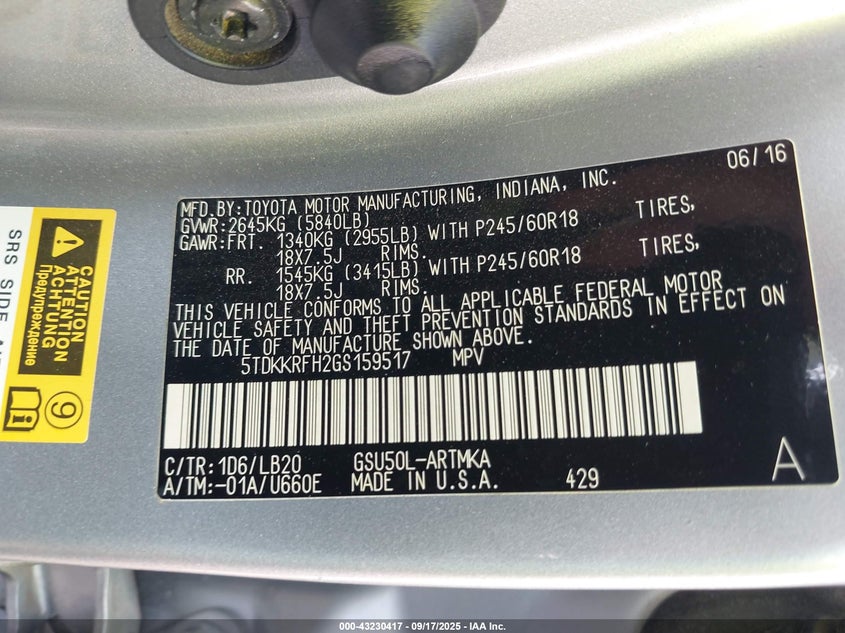 06/16
MFD.BY:TOYOTA MOTOR MANUFACTURING, INDIANA, INC.
GVWR:2645KG (5840LB)
GAWR:FRT. 1340KG (2955LB) WITH P245/60R18 TIRES,
18X7.5J RIMS.
RR. 1545KG (3415LB) WITH P245/60R18 TIRES,
18X7.5J RIMS.
THIS VEHICLE CONFORMS TO ALL APPLICABLE FEDERAL MOTOR
VEHICLE SAFETY AND THEFT PREVENTION STANDARDS IN EFFECT ON
THE DATE OF MANUFACTURE SHOWN ABOVE.
5TDKKRFH2GS159517 MPV
C/TR:1D6/LB20 GSU50L-ARTMKA
A/TM:-01A/U660E MADE IN U.S.A. 429
A
SRS SIDE
CAUTION
ATTENTION
ACHTUNG
Предупреждение
9
i
000-43230417 - 09/17/2025 - IAA Inc.